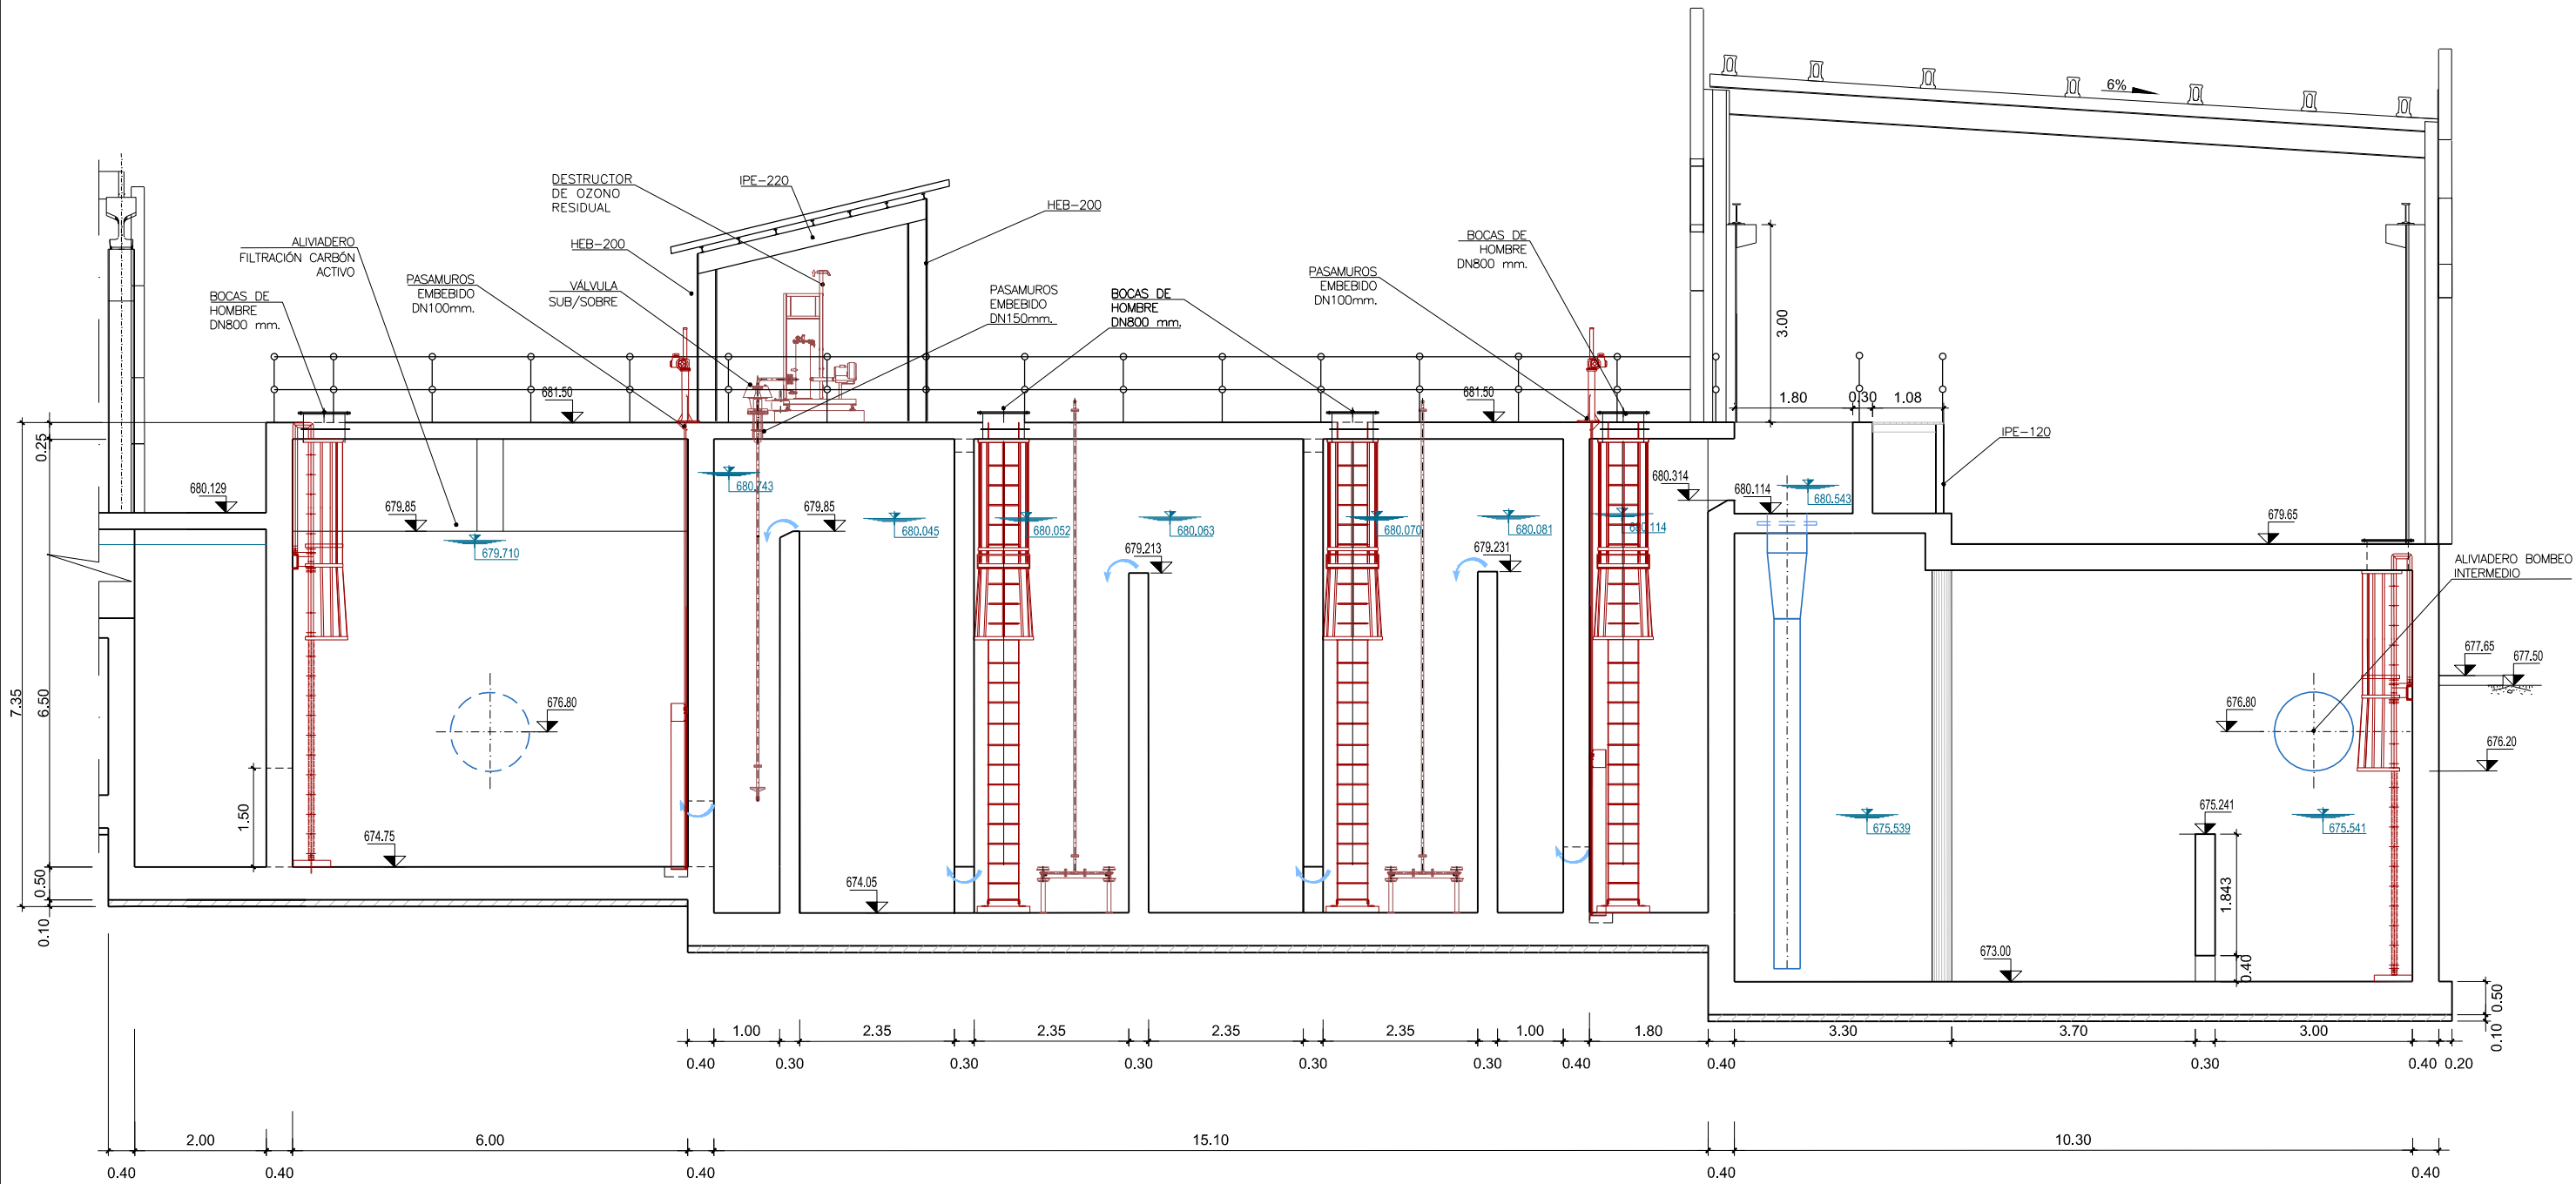 6%
DESTRUCTOR
DE OZONO
RESIDUAL
IPE-220
HEB-200
HEB-200
ALIVIADERO
FILTRACIÓN CARBÓN
ACTIVO
BOCAS DE
HOMBRE
DN800 mm.
PASAMUROS
EMBEBIDO
DN100mm.
VÁLVULA
SUB/SOBRE
PASAMUROS
EMBEBIDO
DN150mm.
BOCAS DE
HOMBRE
DN800 mm.
PASAMUROS
EMBEBIDO
DN100mm.
BOCAS DE
HOMBRE
DN800 mm.
3.00
681.50
681.50
1.80
0.30
1.08
IPE-120
0.25
680.129
679.85
679.710
680.743
679.85
680.045
680.052
680.063
679.213
680.070
680.081
679.231
680.114
680.314
680.114
680.543
679.65
ALIVIADERO BOMBEO
INTERMEDIO
677.65
677.50
7.35
6.50
676.80
676.80
676.20
1.50
674.75
674.05
675.539
675.241
675.541
1.843
0.50
0.10
673.00
0.40
0.50
0.10
1.00
2.35
2.35
2.35
2.35
1.00
1.80
3.30
3.70
3.00
0.40
0.30
0.30
0.30
0.30
0.30
0.40
0.40
0.30
0.40
0.20
2.00
6.00
15.10
10.30
0.40
0.40
0.40
0.40
0.40